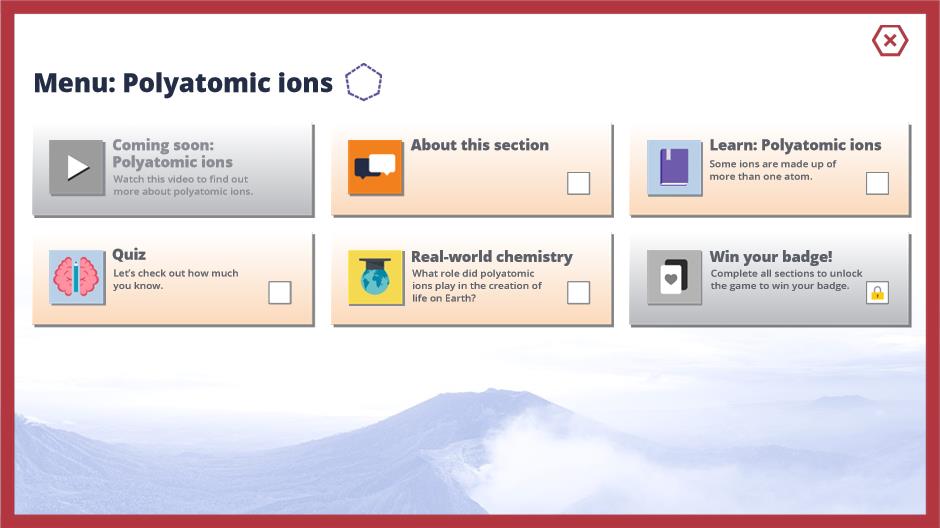 Menu: Polyatomic ions
Coming soon:
Polyatomic ions
Watch this video to find out
more about polyatomic ions.
About this section
Learn: Polyatomic ions
Some ions are made up of
more than one atom.
Quiz
Let's check out how much
you know.
Real-world chemistry
What role did polyatomic
ions play in the creation of
life on Earth?
Win your badge!
Complete all sections to unlock
the game to win your badge.